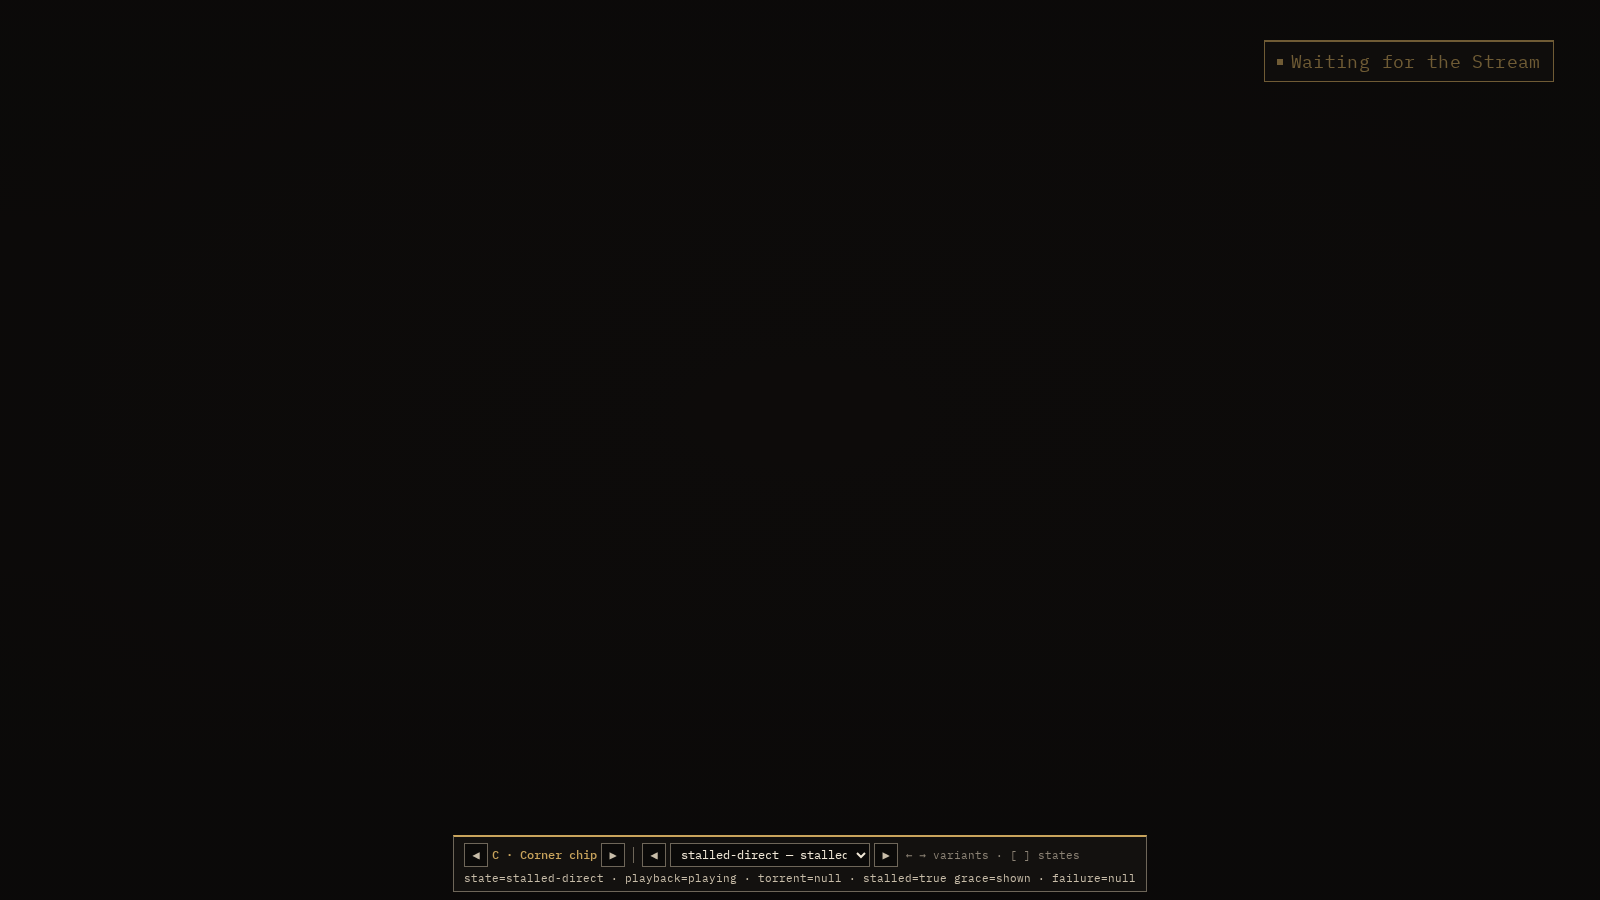 Waiting for the Stream
◀ C · Corner chip ▶ | ◀ stalled-direct — stalled ▶ ← → variants · [ ] states
state=stalled-direct · playback=playing · torrent=null · stalled=true grace=shown · failure=null